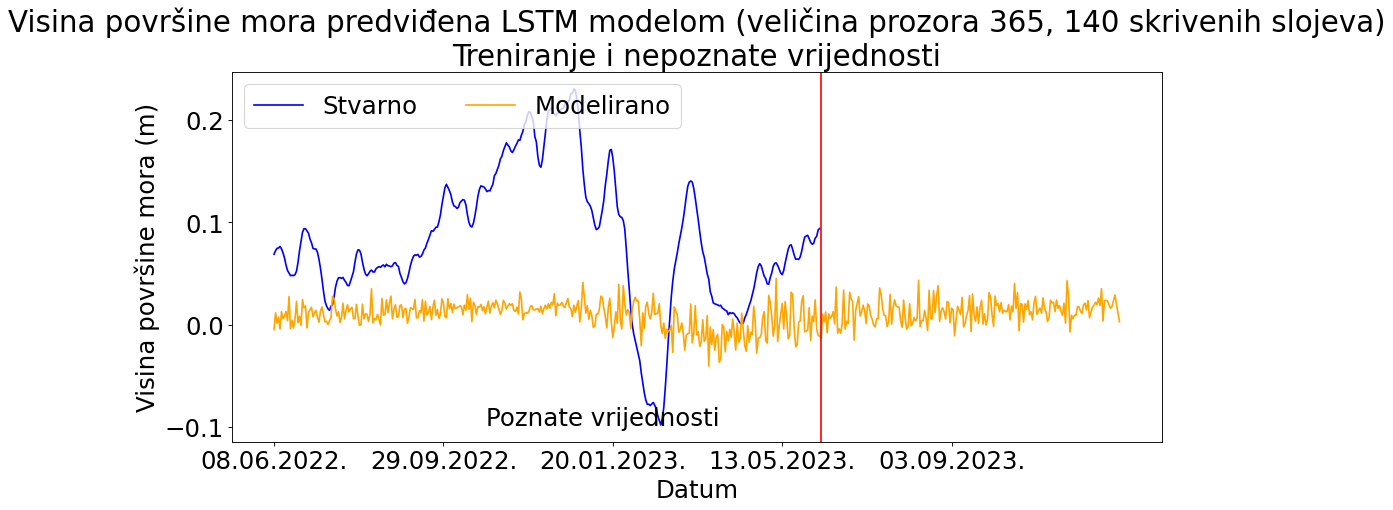 Visina površine mora predviđena LSTM modelom (veličina prozora 365, 140 skrivenih slojeva)
Treniranje i nepoznate vrijednosti
Stvarno
Modelirano
Visina površine mora (m)
0.2
0.1
0.0
−0.1
Poznate vrijednosti
08.06.2022.
29.09.2022.
20.01.2023.
13.05.2023.
03.09.2023.
Datum